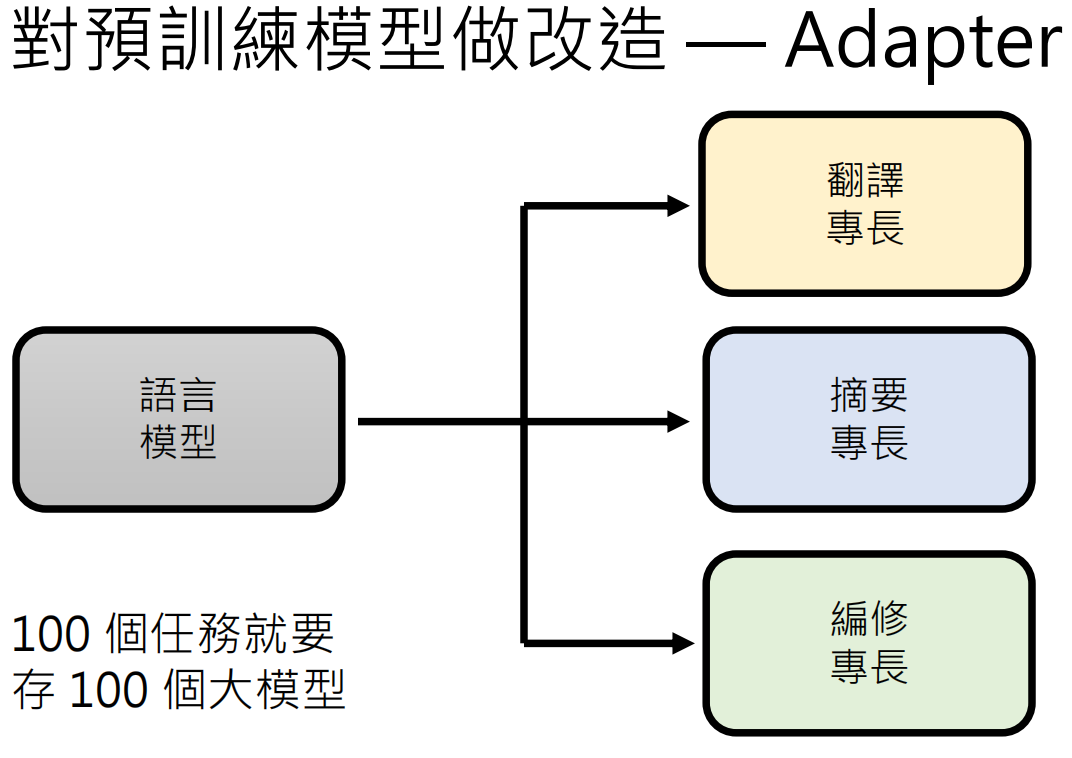 對預訓練模型做改造 — Adapter
翻譯
專長
語言
模型
摘要
專長
編修
專長
100 個任務就要
存 100 個大模型